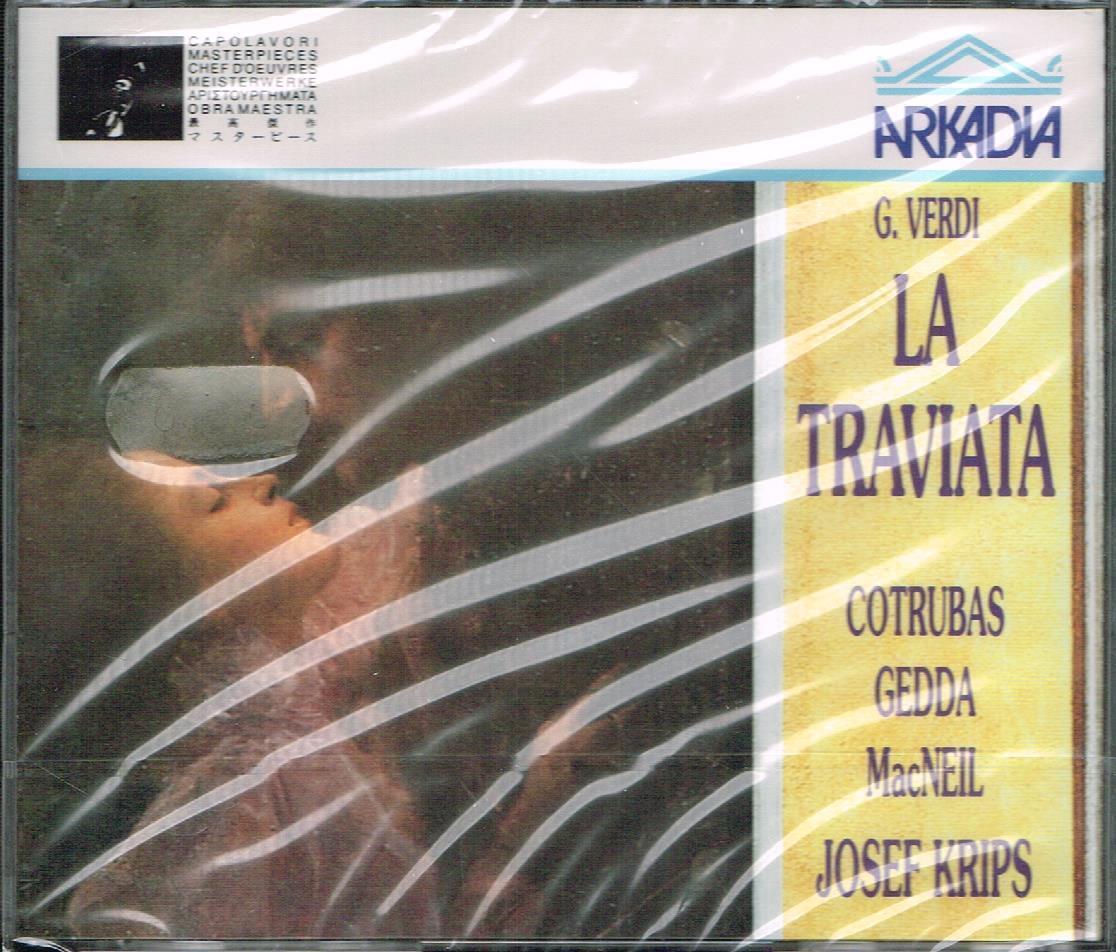 CAPOLAVORI
MASTERPIECES
CHEF D'OEUVRES
MEISTERWERKE
ΑΡΙΣΤΟΥΡΓΗΜΑΤΑ
OBRA MAESTRA
最高傑作
マスターピース
ARKADIA
G. VERDI
LA
TRAVIATA
COTRUBAS
GEDDA
MacNEIL
JOSEF KRIPS